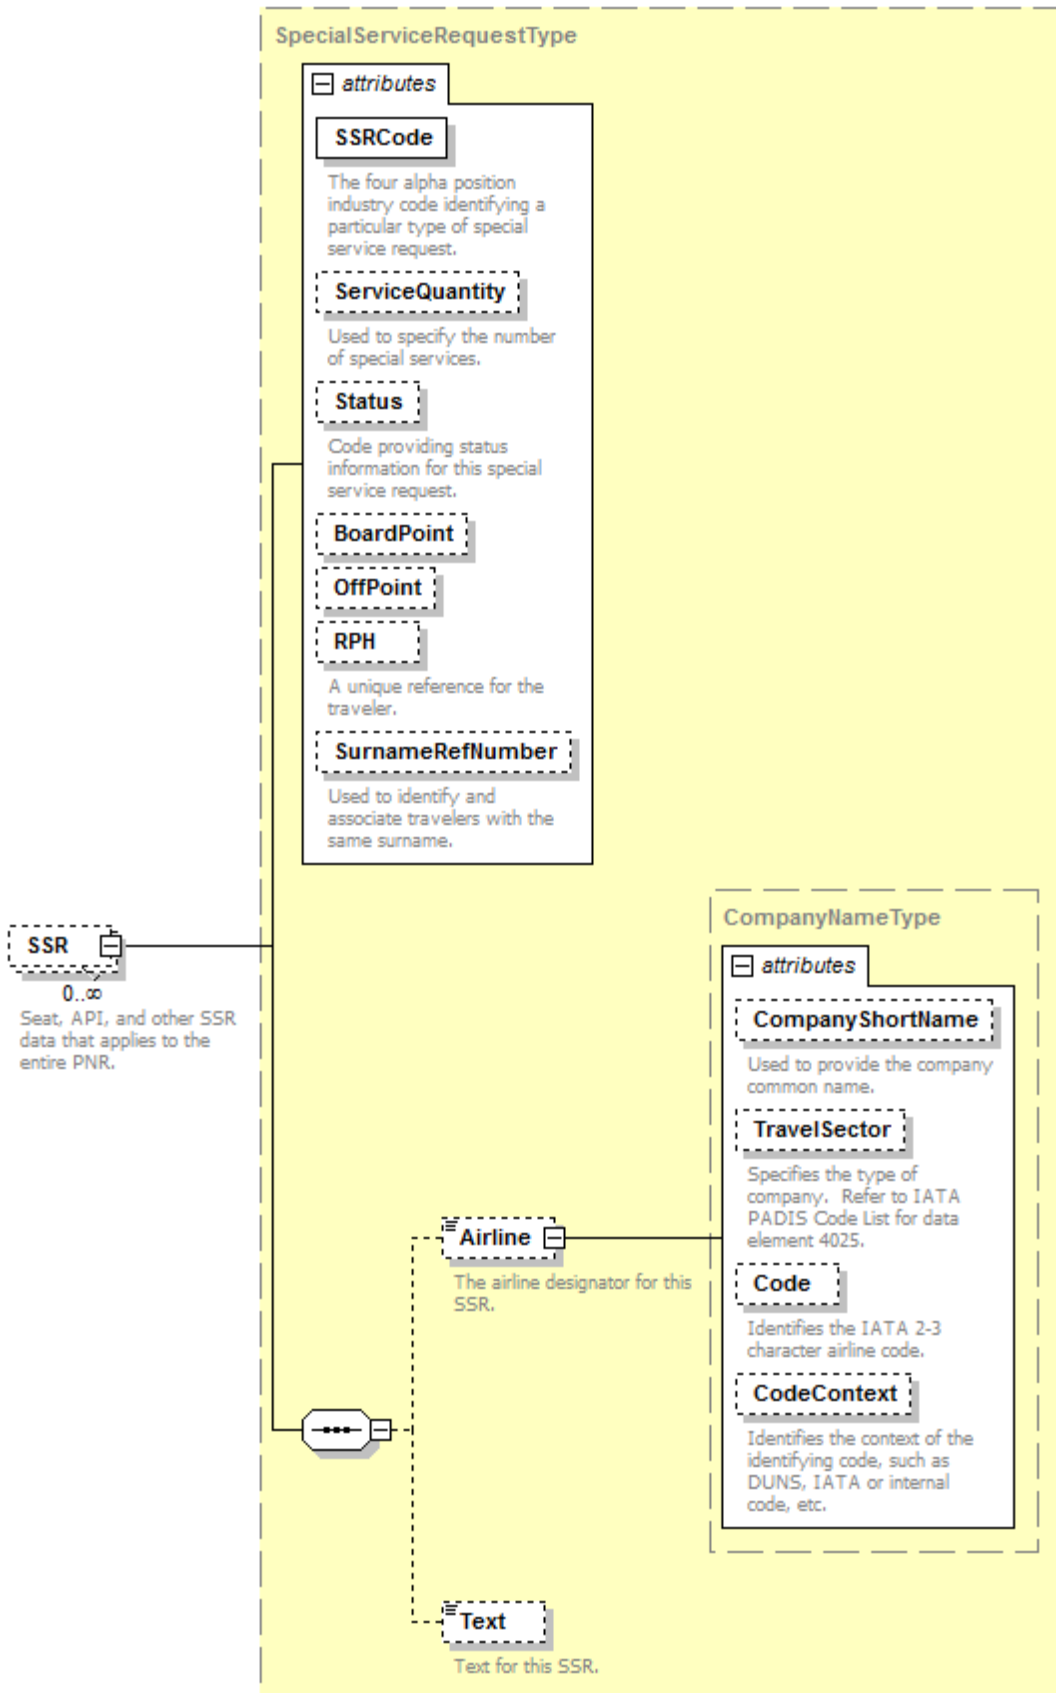 SpecialServiceRequestType
attributes
SSRCode
The four alpha position
industry code identifying a
particular type of special
service request.
ServiceQuantity
Used to specify the number
of special services.
Status
Code providing status
information for this special
service request.
BoardPoint
OffPoint
RPH
A unique reference for the
traveler.
SurnameRefNumber
Used to identify and
associate travelers with the
same surname.
SSR
0..∞
Seat, API, and other SSR
data that applies to the
entire PNR.
CompanyNameType
attributes
CompanyShortName
Used to provide the company
common name.
TravelSector
Specifies the type of
company.  Refer to IATA
PADIS Code List for data
element 4025.
Code
Identifies the IATA 2-3
character airline code.
CodeContext
Identifies the context of the
identifying code, such as
DUNS, IATA or internal
code, etc.
Airline
The airline designator for this
SSR.
Text
Text for this SSR.